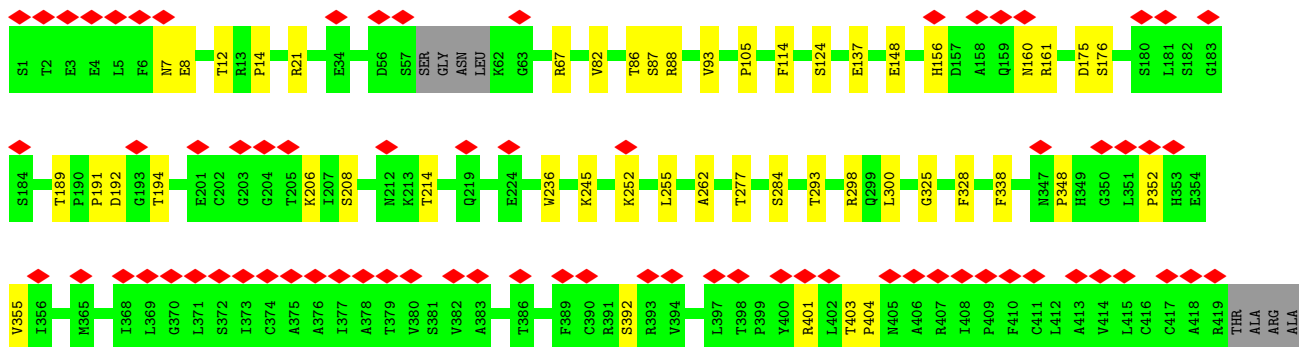 S1 T2 E3 E4 L5 F6 N7 E8 T12 R13 P14 R21 E34 D56 S57 SER GLY ASN LEU K62 G63 R67 V82 T86 S87 R88 V93 P105 F114 S124 E137 E148 H156 D157 A158 Q159 N160 R161 D175 S176 S180 L181 S182 G183
S184 T189 P190 P191 D192 G193 T194 E201 C202 G203 G204 T205 K206 I207 S208 N212 K213 T214 Q219 E224 W236 K245 K252 L255 A262 T277 S284 T293 R298 Q299 L300 G325 F328 F338 N347 P348 H349 G350 L351 P352 H353 E354
V355 I356 M365 I368 L369 G370 L371 S372 I373 C374 A375 A376 I377 A378 T379 V380 S381 V382 A383 T386 F389 C390 R391 S392 R393 V394 L397 T398 P399 Y400 R401 L402 T403 P404 N405 A406 R407 I408 P409 F410 C411 L412 A413 V414 L415 C416 C417 A418 R419 THR ALA ARG ALA